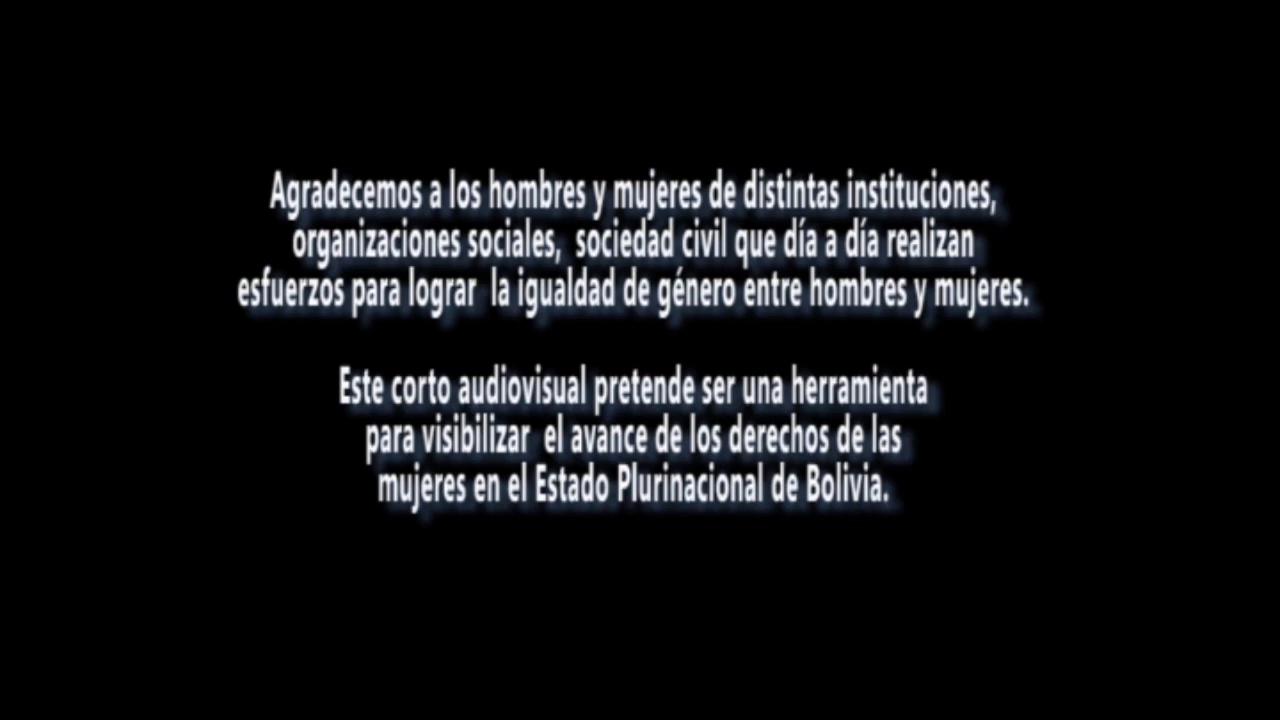 Agradecemos a los hombres y mujeres de distintas instituciones,
organizaciones sociales,  sociedad civil que día a día realizan
esfuerzos para lograr  la igualdad de género entre hombres y mujeres.
Este corto audiovisual pretende ser una herramienta
para visibilizar  el avance de los derechos de las
mujeres en el Estado Plurinacional de Bolivia.